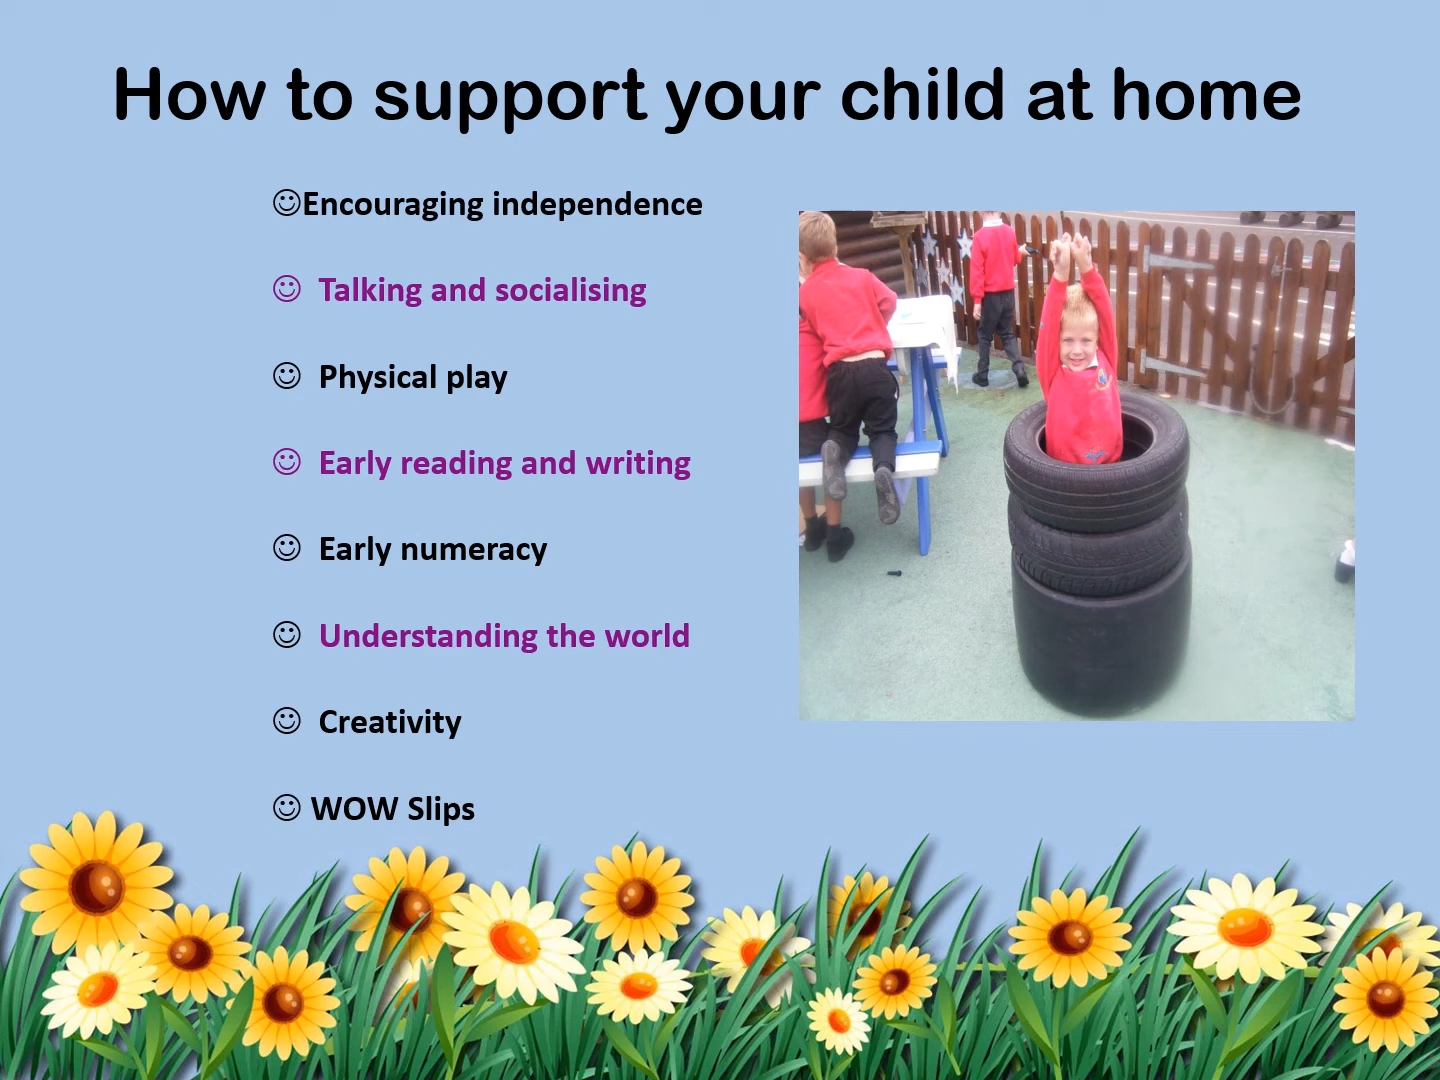 How to support your child at home
☺Encouraging independence
☺ Talking and socialising
☺ Physical play
☺ Early reading and writing
☺ Early numeracy
☺ Understanding the world
☺ Creativity
☺ WOW Slips